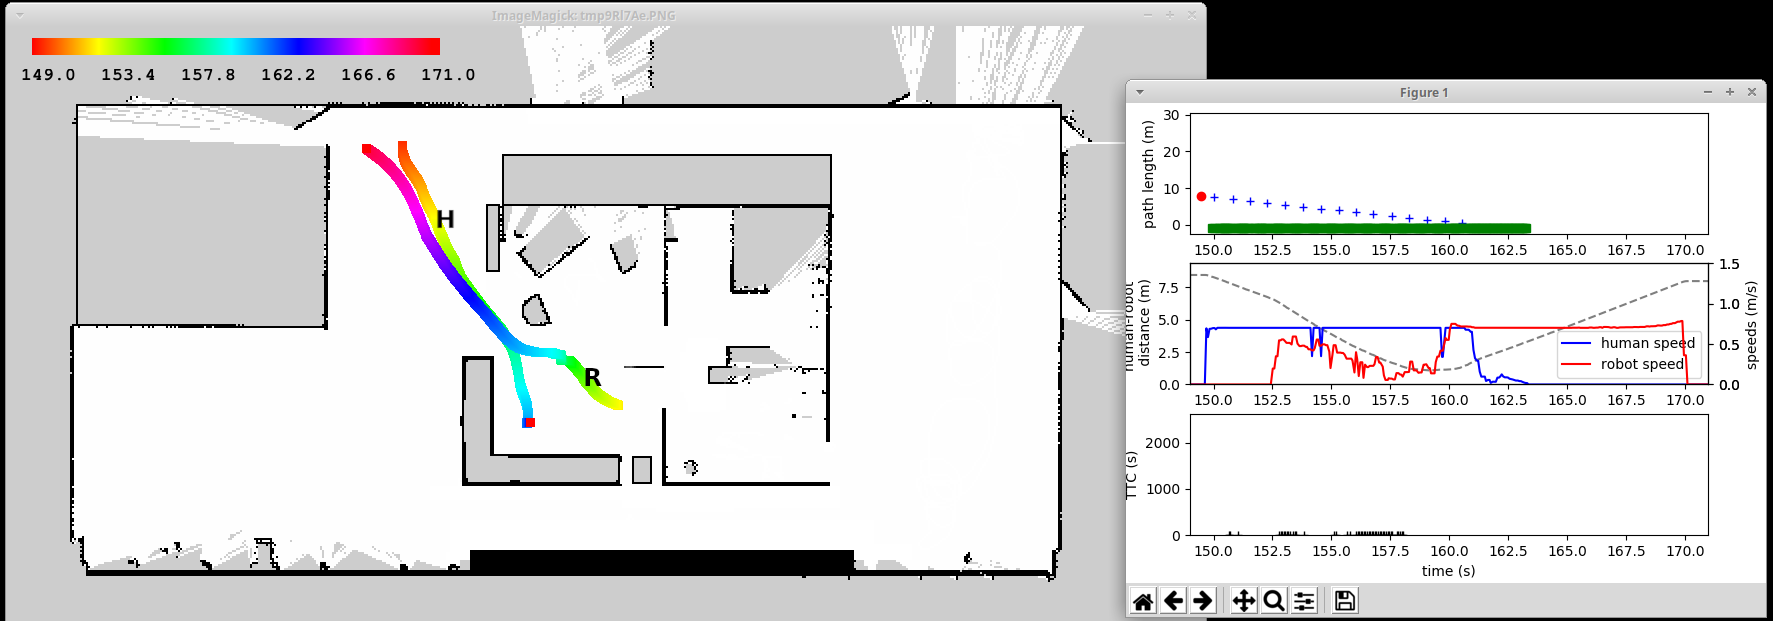 ImageMagick: tmp9Rl7Ae.PNG
149.0 153.4 157.8 162.2 166.6 171.0
H
R
Figure 1
path length (m)
30
20
10
0
150.0 152.5 155.0 157.5 160.0 162.5 165.0 167.5 170.0
human-robot
distance (m)
7.5
5.0
2.5
0.0
1.5
1.0
0.5
0.0
speeds (m/s)
human speed
robot speed
150.0 152.5 155.0 157.5 160.0 162.5 165.0 167.5 170.0
TTC (s)
2000
1000
0
150.0 152.5 155.0 157.5 160.0 162.5 165.0 167.5 170.0
time (s)